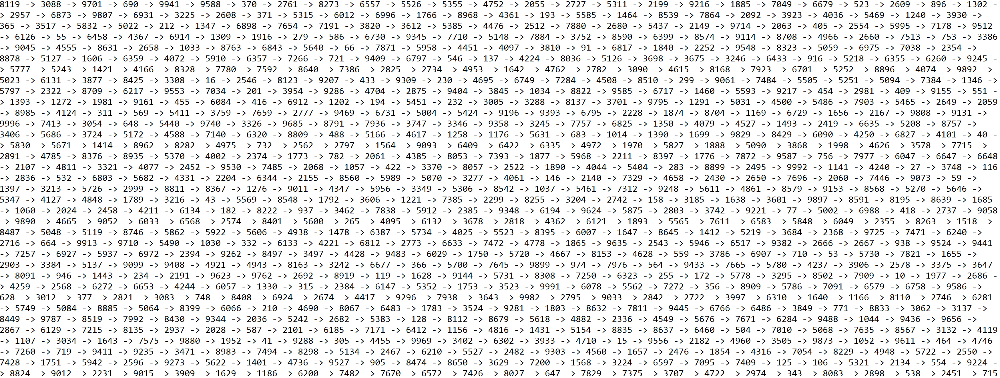 8119 -> 3088 -> 9701 -> 690 -> 9941 -> 9588 -> 370 -> 2761 -> 8273 -> 6557 -> 5526 -> 5355 -> 4752 -> 2055 -> 2727 -> 5311 -> 2199 -> 9216 -> 1885 -> 7049 -> 6679 -> 523 -> 2609 -> 896 -> 1302 -
> 2957 -> 6873 -> 9807 -> 6931 -> 3225 -> 2608 -> 371 -> 5315 -> 6012 -> 6996 -> 1766 -> 8968 -> 4361 -> 193 -> 5585 -> 1464 -> 8539 -> 7864 -> 2092 -> 3923 -> 4036 -> 5469 -> 1240 -> 3930 ->
365 -> 3517 -> 5832 -> 5022 -> 212 -> 1347 -> 6898 -> 7654 -> 7191 -> 3820 -> 3612 -> 5385 -> 4476 -> 2512 -> 7880 -> 2680 -> 5437 -> 2149 -> 9714 -> 2063 -> 405 -> 2554 -> 5995 -> 7178 -> 9512
-> 6126 -> 55 -> 6458 -> 4367 -> 6914 -> 1309 -> 1916 -> 279 -> 586 -> 6730 -> 9345 -> 7710 -> 5148 -> 7884 -> 3752 -> 8590 -> 6399 -> 8574 -> 9114 -> 8708 -> 4966 -> 2660 -> 7513 -> 753 -> 3386
-> 9045 -> 4555 -> 8631 -> 2658 -> 1033 -> 8763 -> 6843 -> 5640 -> 66 -> 7871 -> 5958 -> 4451 -> 4097 -> 3810 -> 91 -> 6817 -> 1840 -> 2252 -> 9548 -> 8323 -> 5059 -> 6975 -> 7038 -> 2354 ->
8878 -> 5127 -> 1606 -> 6359 -> 4072 -> 5910 -> 6357 -> 7266 -> 721 -> 9409 -> 6797 -> 546 -> 137 -> 4224 -> 8036 -> 5126 -> 3698 -> 3675 -> 3246 -> 6433 -> 916 -> 5218 -> 6355 -> 6260 -> 9245 -
> 5777 -> 5243 -> 1421 -> 4166 -> 8328 -> 7780 -> 7592 -> 8640 -> 7386 -> 2825 -> 2734 -> 4953 -> 1642 -> 4762 -> 2782 -> 3090 -> 4615 -> 8168 -> 7923 -> 6701 -> 5252 -> 8896 -> 4074 -> 9892 ->
5023 -> 6131 -> 3877 -> 8425 -> 3308 -> 16 -> 2546 -> 8123 -> 9207 -> 433 -> 9309 -> 230 -> 4695 -> 6749 -> 7284 -> 4508 -> 8510 -> 299 -> 9061 -> 7484 -> 5505 -> 5251 -> 5094 -> 7384 -> 1346 ->
5797 -> 2322 -> 8709 -> 6217 -> 9553 -> 7034 -> 201 -> 3954 -> 9286 -> 4704 -> 2875 -> 9404 -> 3845 -> 1034 -> 8822 -> 9585 -> 6717 -> 1460 -> 5593 -> 9217 -> 454 -> 2981 -> 409 -> 9155 -> 551 -
> 1393 -> 1272 -> 1981 -> 9161 -> 455 -> 6084 -> 416 -> 6912 -> 1202 -> 194 -> 5451 -> 232 -> 3005 -> 3288 -> 8137 -> 3701 -> 9795 -> 1291 -> 5031 -> 4500 -> 5486 -> 7903 -> 5465 -> 2649 -> 2059
-> 8985 -> 4124 -> 311 -> 569 -> 5411 -> 3759 -> 7659 -> 2777 -> 9469 -> 6731 -> 5004 -> 5424 -> 9196 -> 9393 -> 6795 -> 2228 -> 1874 -> 8704 -> 1169 -> 6729 -> 1656 -> 2167 -> 9808 -> 9131 ->
9996 -> 7413 -> 3054 -> 648 -> 5440 -> 9740 -> 3326 -> 9685 -> 8791 -> 7936 -> 3747 -> 3346 -> 9358 -> 3245 -> 7757 -> 6825 -> 1350 -> 4079 -> 4527 -> 1493 -> 2419 -> 6635 -> 5208 -> 8757 ->
3406 -> 5686 -> 3724 -> 5172 -> 4588 -> 7140 -> 6320 -> 8809 -> 488 -> 5166 -> 4617 -> 1258 -> 1176 -> 5631 -> 683 -> 1014 -> 1390 -> 1699 -> 9829 -> 8429 -> 6090 -> 4250 -> 6827 -> 4101 -> 40 -
> 5830 -> 5671 -> 1414 -> 8962 -> 8282 -> 4975 -> 732 -> 2562 -> 2797 -> 1564 -> 9093 -> 6409 -> 6422 -> 6335 -> 4972 -> 1970 -> 5827 -> 1888 -> 5090 -> 3868 -> 1998 -> 4626 -> 3578 -> 7715 ->
2891 -> 4785 -> 8376 -> 8935 -> 5370 -> 4002 -> 2374 -> 1773 -> 782 -> 2061 -> 4385 -> 8053 -> 7393 -> 1877 -> 5968 -> 2211 -> 8397 -> 1776 -> 7872 -> 9587 -> 756 -> 7977 -> 6047 -> 6647 -> 6648
-> 2107 -> 4811 -> 3321 -> 4077 -> 2452 -> 9530 -> 7485 -> 2068 -> 1057 -> 422 -> 3370 -> 8057 -> 2522 -> 1890 -> 4044 -> 5404 -> 283 -> 8899 -> 2495 -> 9992 -> 1141 -> 4240 -> 27 -> 3748 -> 116
-> 2836 -> 532 -> 6803 -> 5682 -> 4331 -> 2204 -> 6344 -> 2155 -> 8560 -> 5989 -> 5070 -> 3277 -> 4061 -> 146 -> 2140 -> 7329 -> 4658 -> 2430 -> 2650 -> 7696 -> 2060 -> 7446 -> 9073 -> 59 ->
1397 -> 3213 -> 5726 -> 2999 -> 8811 -> 8367 -> 1276 -> 9011 -> 4347 -> 5956 -> 3349 -> 5306 -> 8542 -> 1037 -> 5461 -> 7312 -> 9248 -> 5611 -> 4861 -> 8579 -> 9153 -> 8568 -> 5270 -> 5646 ->
5347 -> 4127 -> 4848 -> 1789 -> 3216 -> 43 -> 5569 -> 8548 -> 1792 -> 3606 -> 1221 -> 7385 -> 2299 -> 8255 -> 3204 -> 2742 -> 158 -> 3185 -> 1638 -> 3601 -> 9897 -> 8591 -> 8195 -> 8639 -> 1685
-> 1060 -> 2024 -> 2458 -> 4211 -> 6134 -> 182 -> 8222 -> 937 -> 3462 -> 7838 -> 5912 -> 2385 -> 9348 -> 6194 -> 9624 -> 5875 -> 2803 -> 3742 -> 9221 -> 77 -> 5002 -> 6988 -> 418 -> 2737 -> 9058
-> 9890 -> 4665 -> 9052 -> 6033 -> 6568 -> 2574 -> 8401 -> 5600 -> 265 -> 4095 -> 6132 -> 3678 -> 2818 -> 4362 -> 6121 -> 1893 -> 5565 -> 7611 -> 6583 -> 5848 -> 6049 -> 2355 -> 8263 -> 1518 ->
8487 -> 5048 -> 5119 -> 8746 -> 5862 -> 5922 -> 5606 -> 4938 -> 1478 -> 6387 -> 5734 -> 4025 -> 5523 -> 8395 -> 6007 -> 1647 -> 8645 -> 1412 -> 5219 -> 3684 -> 2368 -> 9725 -> 7471 -> 6240 ->
2716 -> 664 -> 9913 -> 9710 -> 5490 -> 1030 -> 332 -> 6133 -> 4221 -> 6812 -> 2773 -> 6633 -> 7472 -> 4778 -> 1865 -> 9635 -> 2543 -> 5946 -> 6517 -> 9382 -> 2666 -> 2667 -> 938 -> 9524 -> 9441
-> 7257 -> 6927 -> 5937 -> 6972 -> 2394 -> 9262 -> 8497 -> 3497 -> 4428 -> 9483 -> 6029 -> 1750 -> 5720 -> 4667 -> 8153 -> 4628 -> 559 -> 3786 -> 6907 -> 710 -> 53 -> 5730 -> 7821 -> 1655 ->
2903 -> 3384 -> 5137 -> 9099 -> 9408 -> 4921 -> 4943 -> 8163 -> 3242 -> 6677 -> 366 -> 5700 -> 7645 -> 9899 -> 974 -> 7976 -> 564 -> 9433 -> 7665 -> 5780 -> 4237 -> 3906 -> 2578 -> 3375 -> 3647
-> 8091 -> 946 -> 1443 -> 234 -> 2191 -> 9623 -> 9762 -> 2692 -> 8919 -> 119 -> 1628 -> 9144 -> 5731 -> 8308 -> 7250 -> 6323 -> 255 -> 172 -> 5778 -> 3295 -> 8502 -> 7909 -> 10 -> 1977 -> 2686 -
> 4259 -> 2568 -> 6272 -> 6653 -> 4244 -> 6057 -> 1330 -> 315 -> 2384 -> 6147 -> 5352 -> 1753 -> 3523 -> 9991 -> 6078 -> 5562 -> 7272 -> 356 -> 8909 -> 5786 -> 7091 -> 6579 -> 6758 -> 9586 ->
628 -> 3012 -> 377 -> 2821 -> 3083 -> 748 -> 8408 -> 6924 -> 2674 -> 4417 -> 9296 -> 7938 -> 3643 -> 9982 -> 2795 -> 9033 -> 2842 -> 2722 -> 3997 -> 6310 -> 1640 -> 1166 -> 8110 -> 2746 -> 6281
-> 5749 -> 5084 -> 8885 -> 5064 -> 8399 -> 6066 -> 210 -> 4690 -> 8067 -> 6483 -> 1783 -> 3524 -> 9281 -> 1803 -> 8632 -> 7811 -> 9445 -> 6766 -> 6486 -> 3849 -> 771 -> 8833 -> 3062 -> 3137 ->
8449 -> 9787 -> 8519 -> 7992 -> 8430 -> 9344 -> 2036 -> 5242 -> 2682 -> 5383 -> 128 -> 8112 -> 8679 -> 5618 -> 4882 -> 2336 -> 4549 -> 5676 -> 7671 -> 6284 -> 9488 -> 1044 -> 9436 -> 9656 ->
2867 -> 6129 -> 7215 -> 8135 -> 2937 -> 2028 -> 587 -> 2101 -> 6185 -> 7171 -> 6412 -> 1156 -> 4816 -> 1431 -> 5154 -> 8835 -> 8637 -> 6460 -> 504 -> 7010 -> 5068 -> 7635 -> 8567 -> 3132 -> 4119
-> 1107 -> 3034 -> 1643 -> 7575 -> 9880 -> 1952 -> 41 -> 9288 -> 305 -> 4455 -> 9969 -> 3402 -> 6302 -> 3933 -> 4710 -> 15 -> 9556 -> 2182 -> 4960 -> 3505 -> 9873 -> 1052 -> 9611 -> 464 -> 4746
-> 7260 -> 719 -> 9411 -> 9235 -> 3471 -> 8983 -> 7494 -> 8298 -> 5134 -> 2467 -> 6210 -> 5527 -> 2482 -> 9303 -> 4560 -> 1657 -> 2476 -> 1854 -> 4316 -> 7054 -> 8229 -> 4948 -> 5722 -> 2550 ->
7428 -> 1751 -> 5942 -> 2596 -> 9273 -> 5622 -> 1401 -> 4736 -> 9527 -> 905 -> 8474 -> 8650 -> 3629 -> 7200 -> 1568 -> 3224 -> 6597 -> 7095 -> 7409 -> 125 -> 106 -> 5321 -> 2134 -> 554 -> 9224 -
> 8824 -> 9012 -> 2231 -> 9015 -> 3909 -> 1629 -> 1186 -> 6200 -> 7482 -> 7670 -> 6572 -> 7426 -> 8027 -> 647 -> 7829 -> 7375 -> 3707 -> 4722 -> 2974 -> 343 -> 8083 -> 2898 -> 538 -> 2451 -> 715